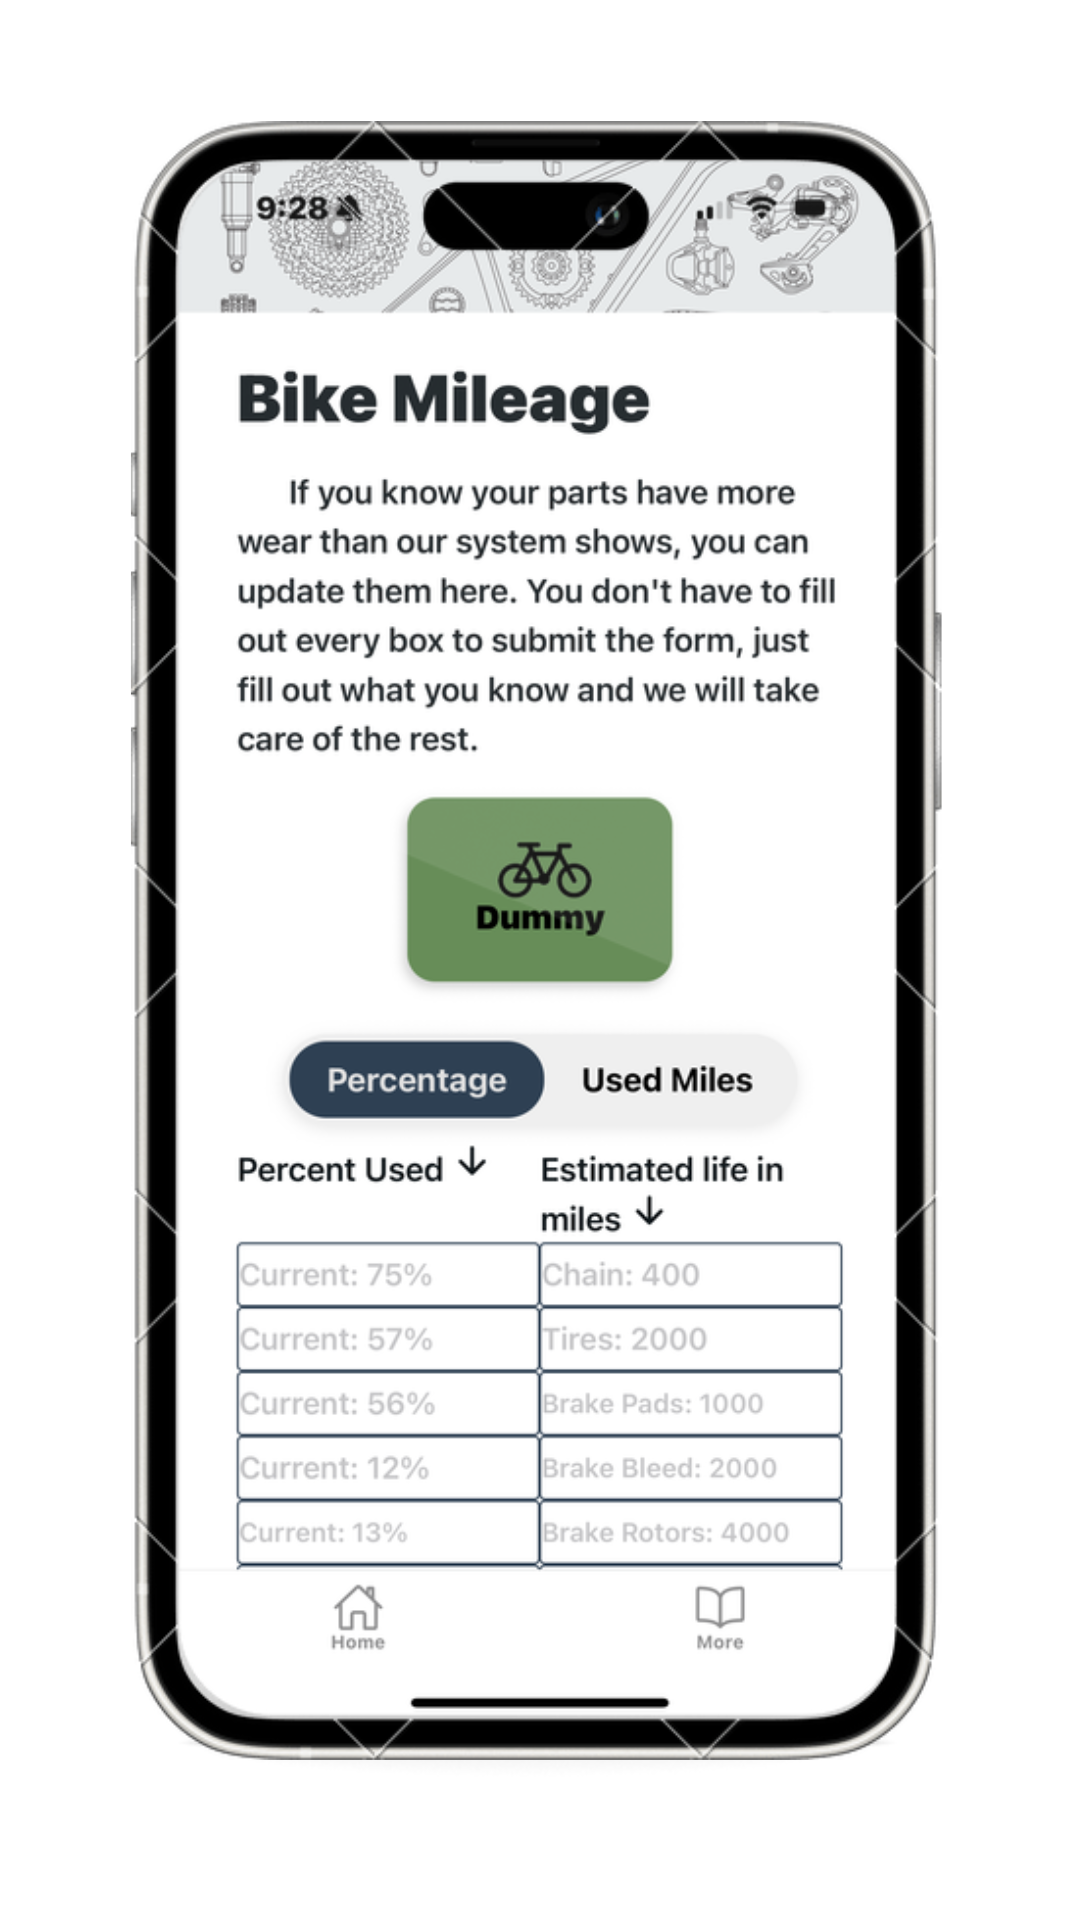 9:28
Bike Mileage
If you know your parts have more
wear than our system shows, you can
update them here. You don't have to fill
out every box to submit the form, just
fill out what you know and we will take
care of the rest.
Dummy
Percentage Used Miles
Percent Used ↓ Estimated life in
miles ↓
Current: 75% Chain: 400
Current: 57% Tires: 2000
Current: 56% Brake Pads: 1000
Current: 12% Brake Bleed: 2000
Current: 13% Brake Rotors: 4000
Home More